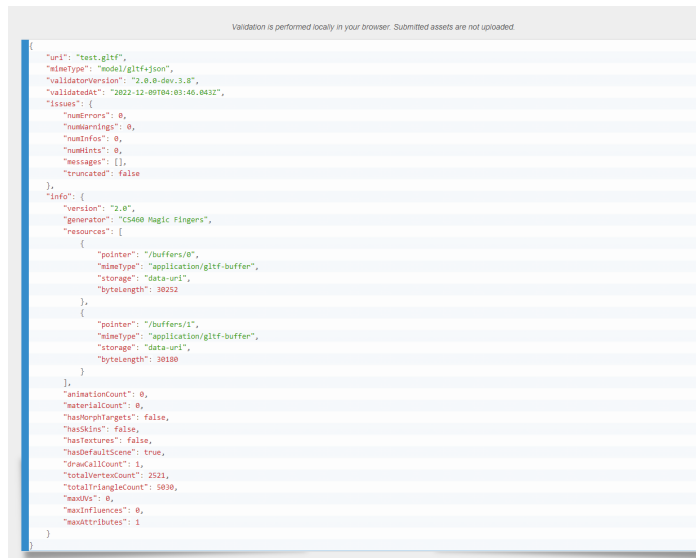 Validation is performed locally in your browser. Submitted assets are not uploaded.
{
    "uri": "test.gltf",
    "mimeType": "model/gltf+json",
    "validatorVersion": "2.0.0-dev.3.8",
    "validatedAt": "2022-12-09T04:03:46.043Z",
    "issues": {
        "numErrors": 0,
        "numWarnings": 0,
        "numInfos": 0,
        "numHints": 0,
        "messages": [],
        "truncated": false
    },
    "info": {
        "version": "2.0",
        "generator": "CS460 Magic Fingers",
        "resources": [
            {
                "pointer": "/buffers/0",
                "mimeType": "application/gltf-buffer",
                "storage": "data-uri",
                "byteLength": 30252
            },
            {
                "pointer": "/buffers/1",
                "mimeType": "application/gltf-buffer",
                "storage": "data-uri",
                "byteLength": 30180
            }
        ],
        "animationCount": 0,
        "materialCount": 0,
        "hasMorphTargets": false,
        "hasSkins": false,
        "hasTextures": false,
        "hasDefaultScene": true,
        "drawCallCount": 1,
        "totalVertexCount": 2521,
        "totalTriangleCount": 5030,
        "maxUVs": 0,
        "maxInfluences": 0,
        "maxAttributes": 1
    }
}